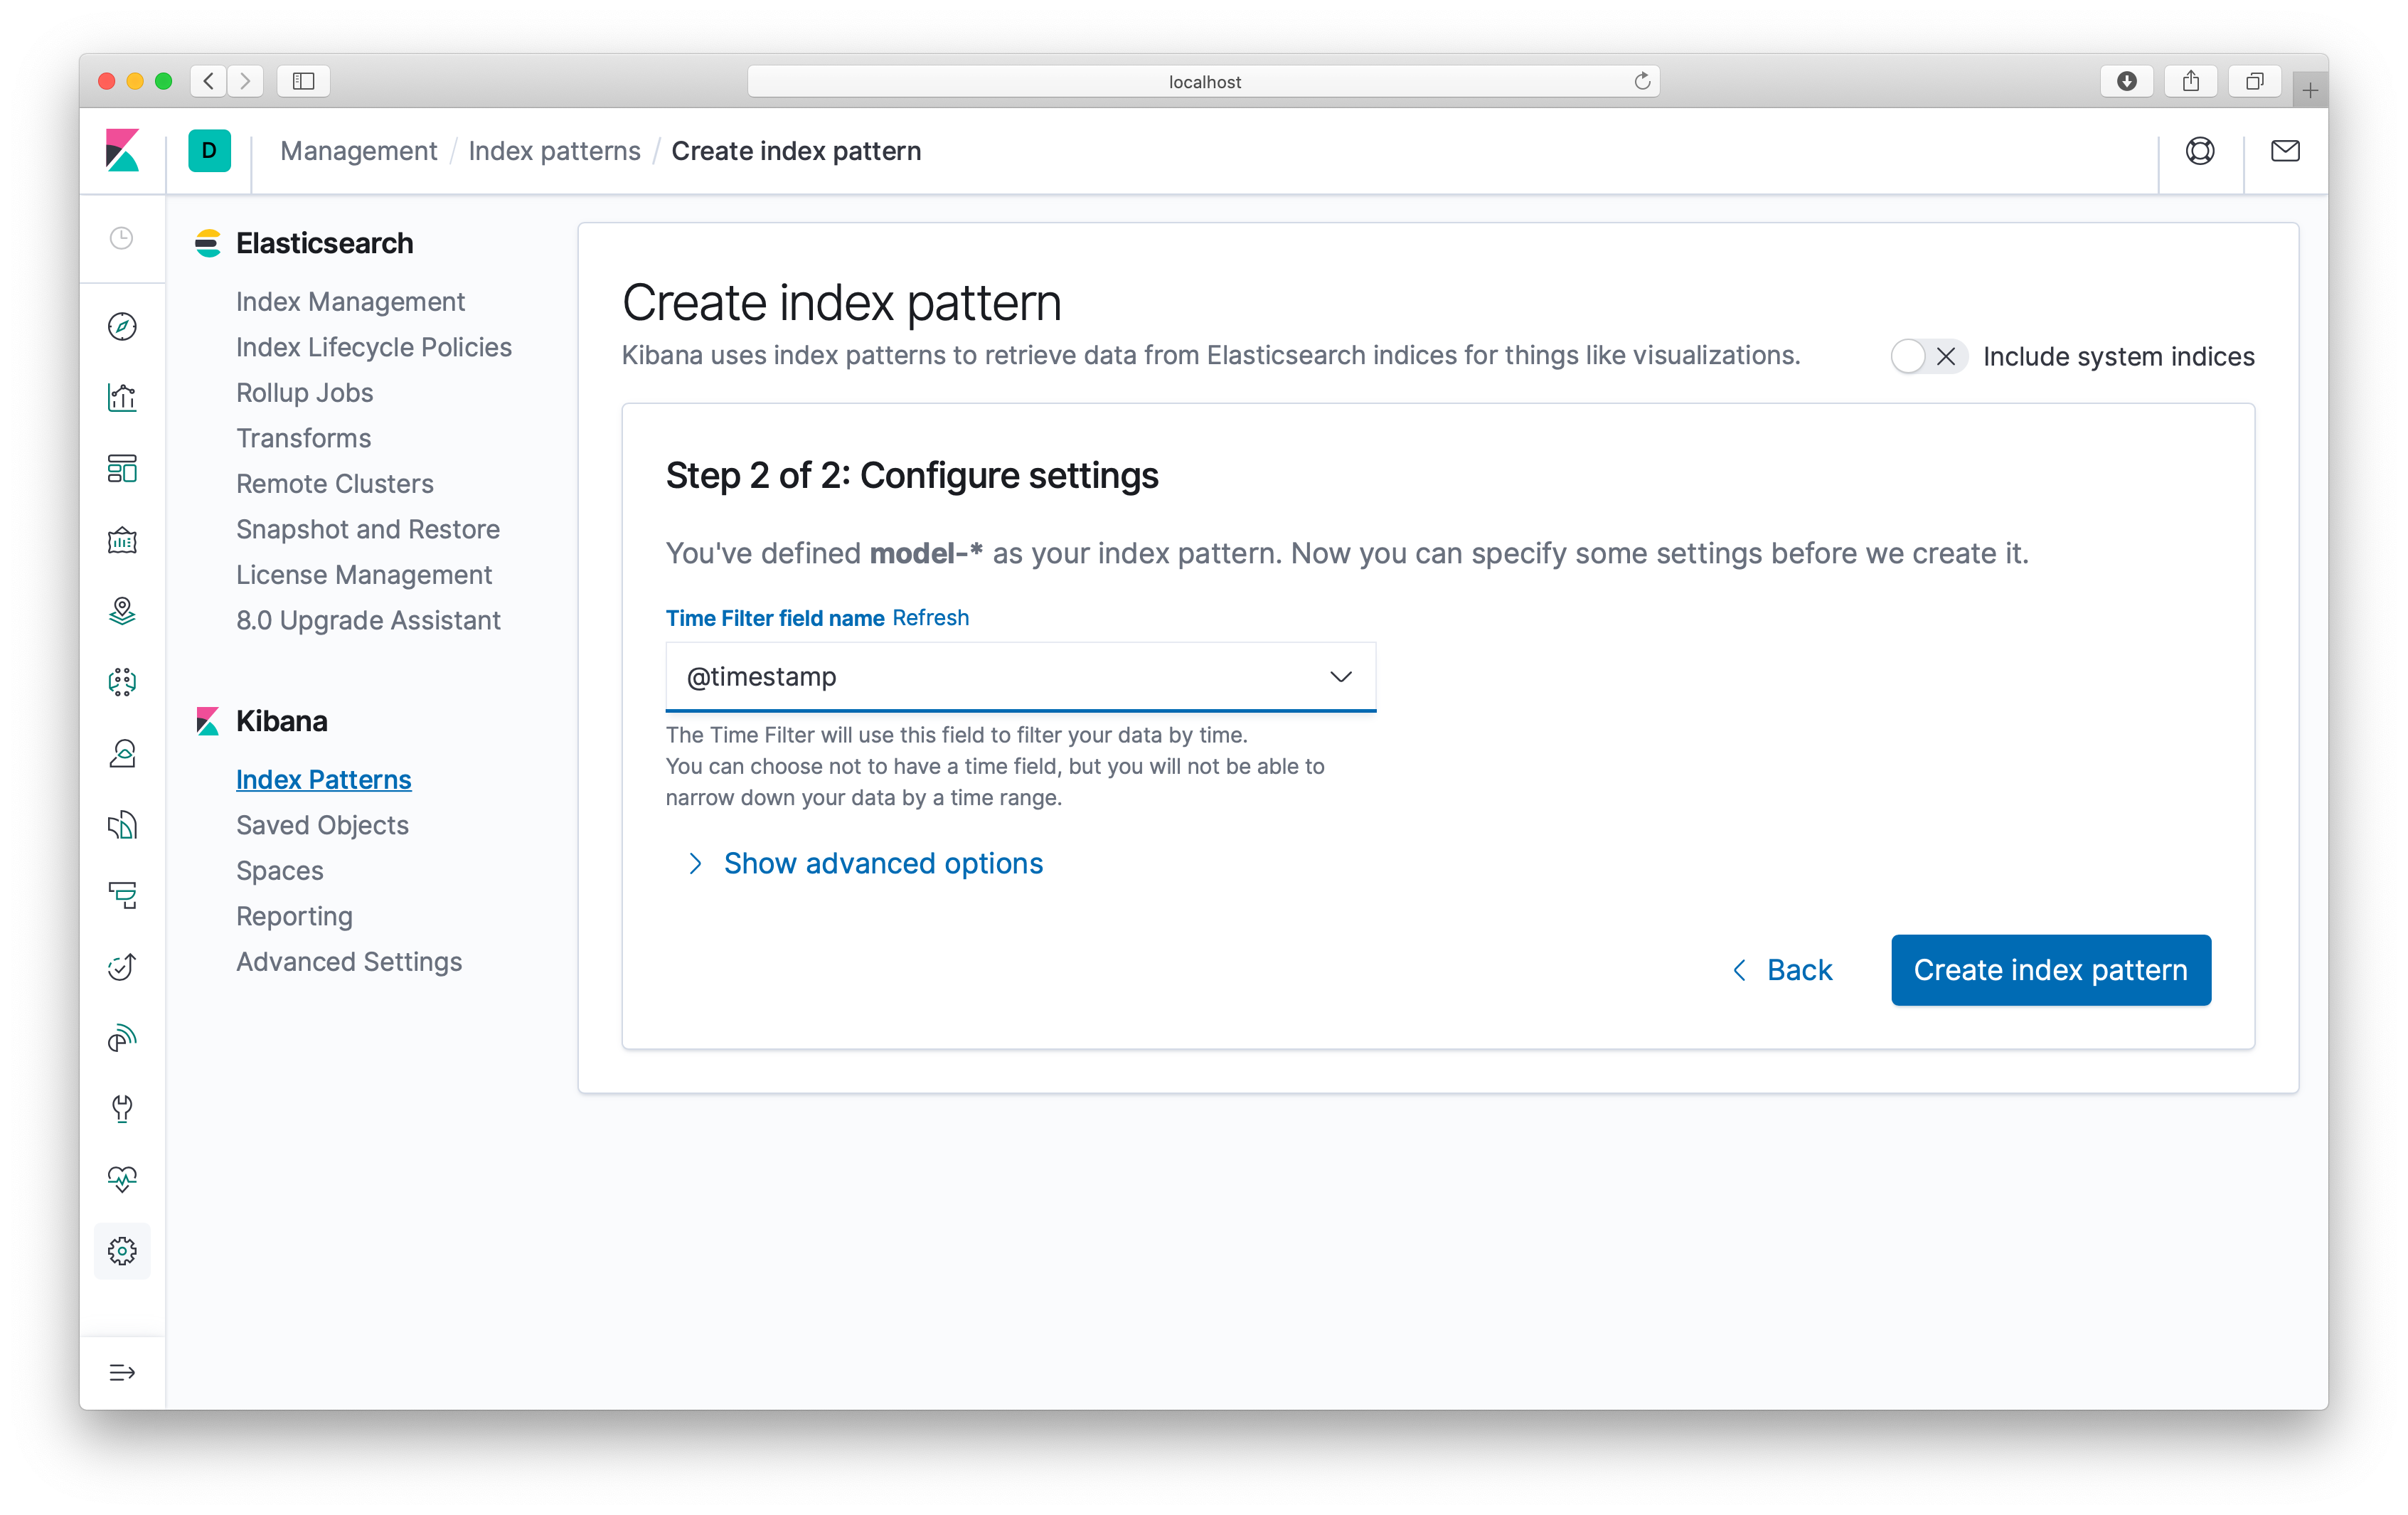 localhost
D
Management / Index patterns / Create index pattern
Elasticsearch
Index Management
Index Lifecycle Policies
Rollup Jobs
Transforms
Remote Clusters
Snapshot and Restore
License Management
8.0 Upgrade Assistant
Kibana
Index Patterns
Saved Objects
Spaces
Reporting
Advanced Settings
Create index pattern
Kibana uses index patterns to retrieve data from Elasticsearch indices for things like visualizations.
Include system indices
Step 2 of 2: Configure settings
You've defined model-* as your index pattern. Now you can specify some settings before we create it.
Time Filter field name Refresh
@timestamp
The Time Filter will use this field to filter your data by time.
You can choose not to have a time field, but you will not be able to
narrow down your data by a time range.
Show advanced options
Back
Create index pattern